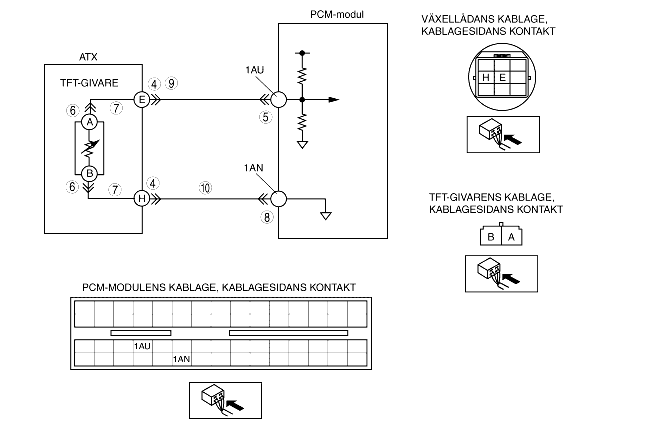 PCM-modul
VÄXELLÅDANS KABLAGE,
KABLAGESIDANS KONTAKT
ATX
TFT-GIVARE
1AU
④ ⑨
E
H E
⑥
⑦
A
⑤
B
1AN
⑥
⑦
④
⑩
H
⑧
TFT-GIVARENS KABLAGE,
KABLAGESIDANS KONTAKT
B A
PCM-MODULENS KABLAGE, KABLAGESIDANS KONTAKT
1AU
1AN